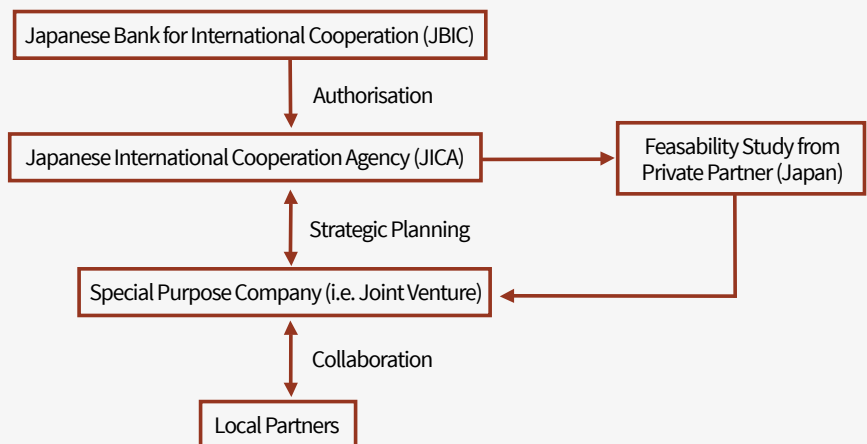 Japanese Bank for International Cooperation (JBIC)
Authorisation
Japanese International Cooperation Agency (JICA)
Feasability Study from
Private Partner (Japan)
Strategic Planning
Special Purpose Company (i.e. Joint Venture)
Collaboration
Local Partners